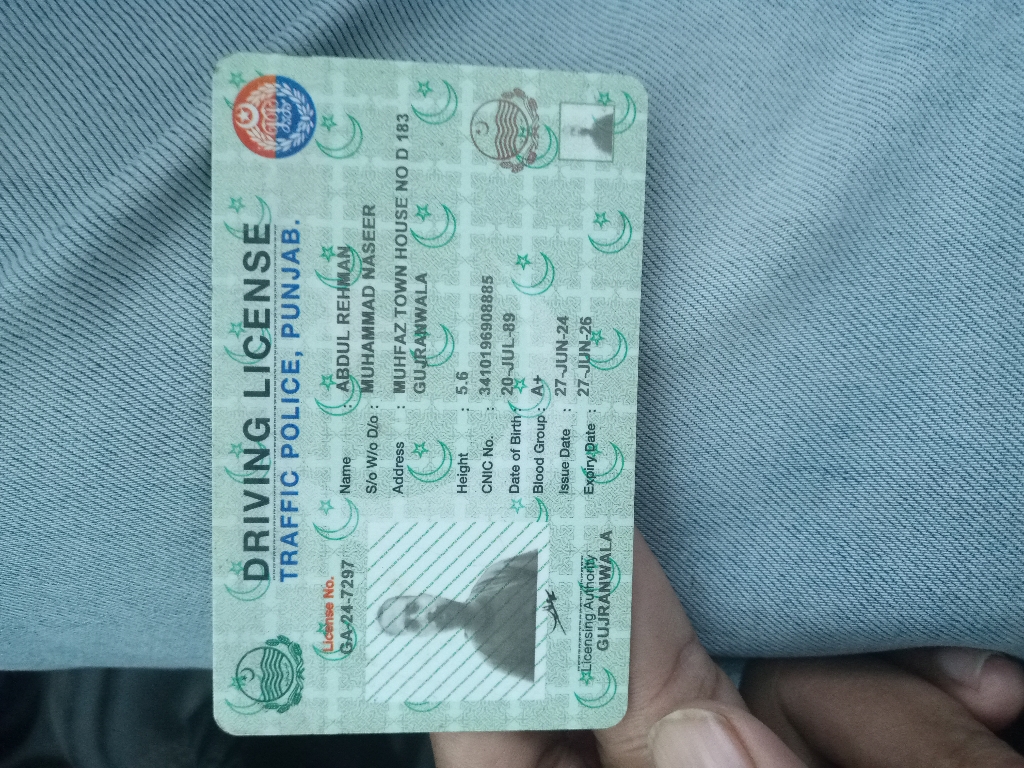 DRIVING LICENSE
TRAFFIC POLICE, PUNJAB.
License No.
GA-24-7297
Name : ABDUL REHMAN
S/o W/o D/o : MUHAMMAD NASEER
Address : MUHFAZ TOWN HOUSE NO D 183
GUJRANWALA
Height : 5.6
CNIC No. : 3410196908885
Date of Birth : 20-JUL-89
Blood Group : A+
Issue Date : 27-JUN-24
Expiry Date : 27-JUN-26
Licensing Authority
GUJRANWALA